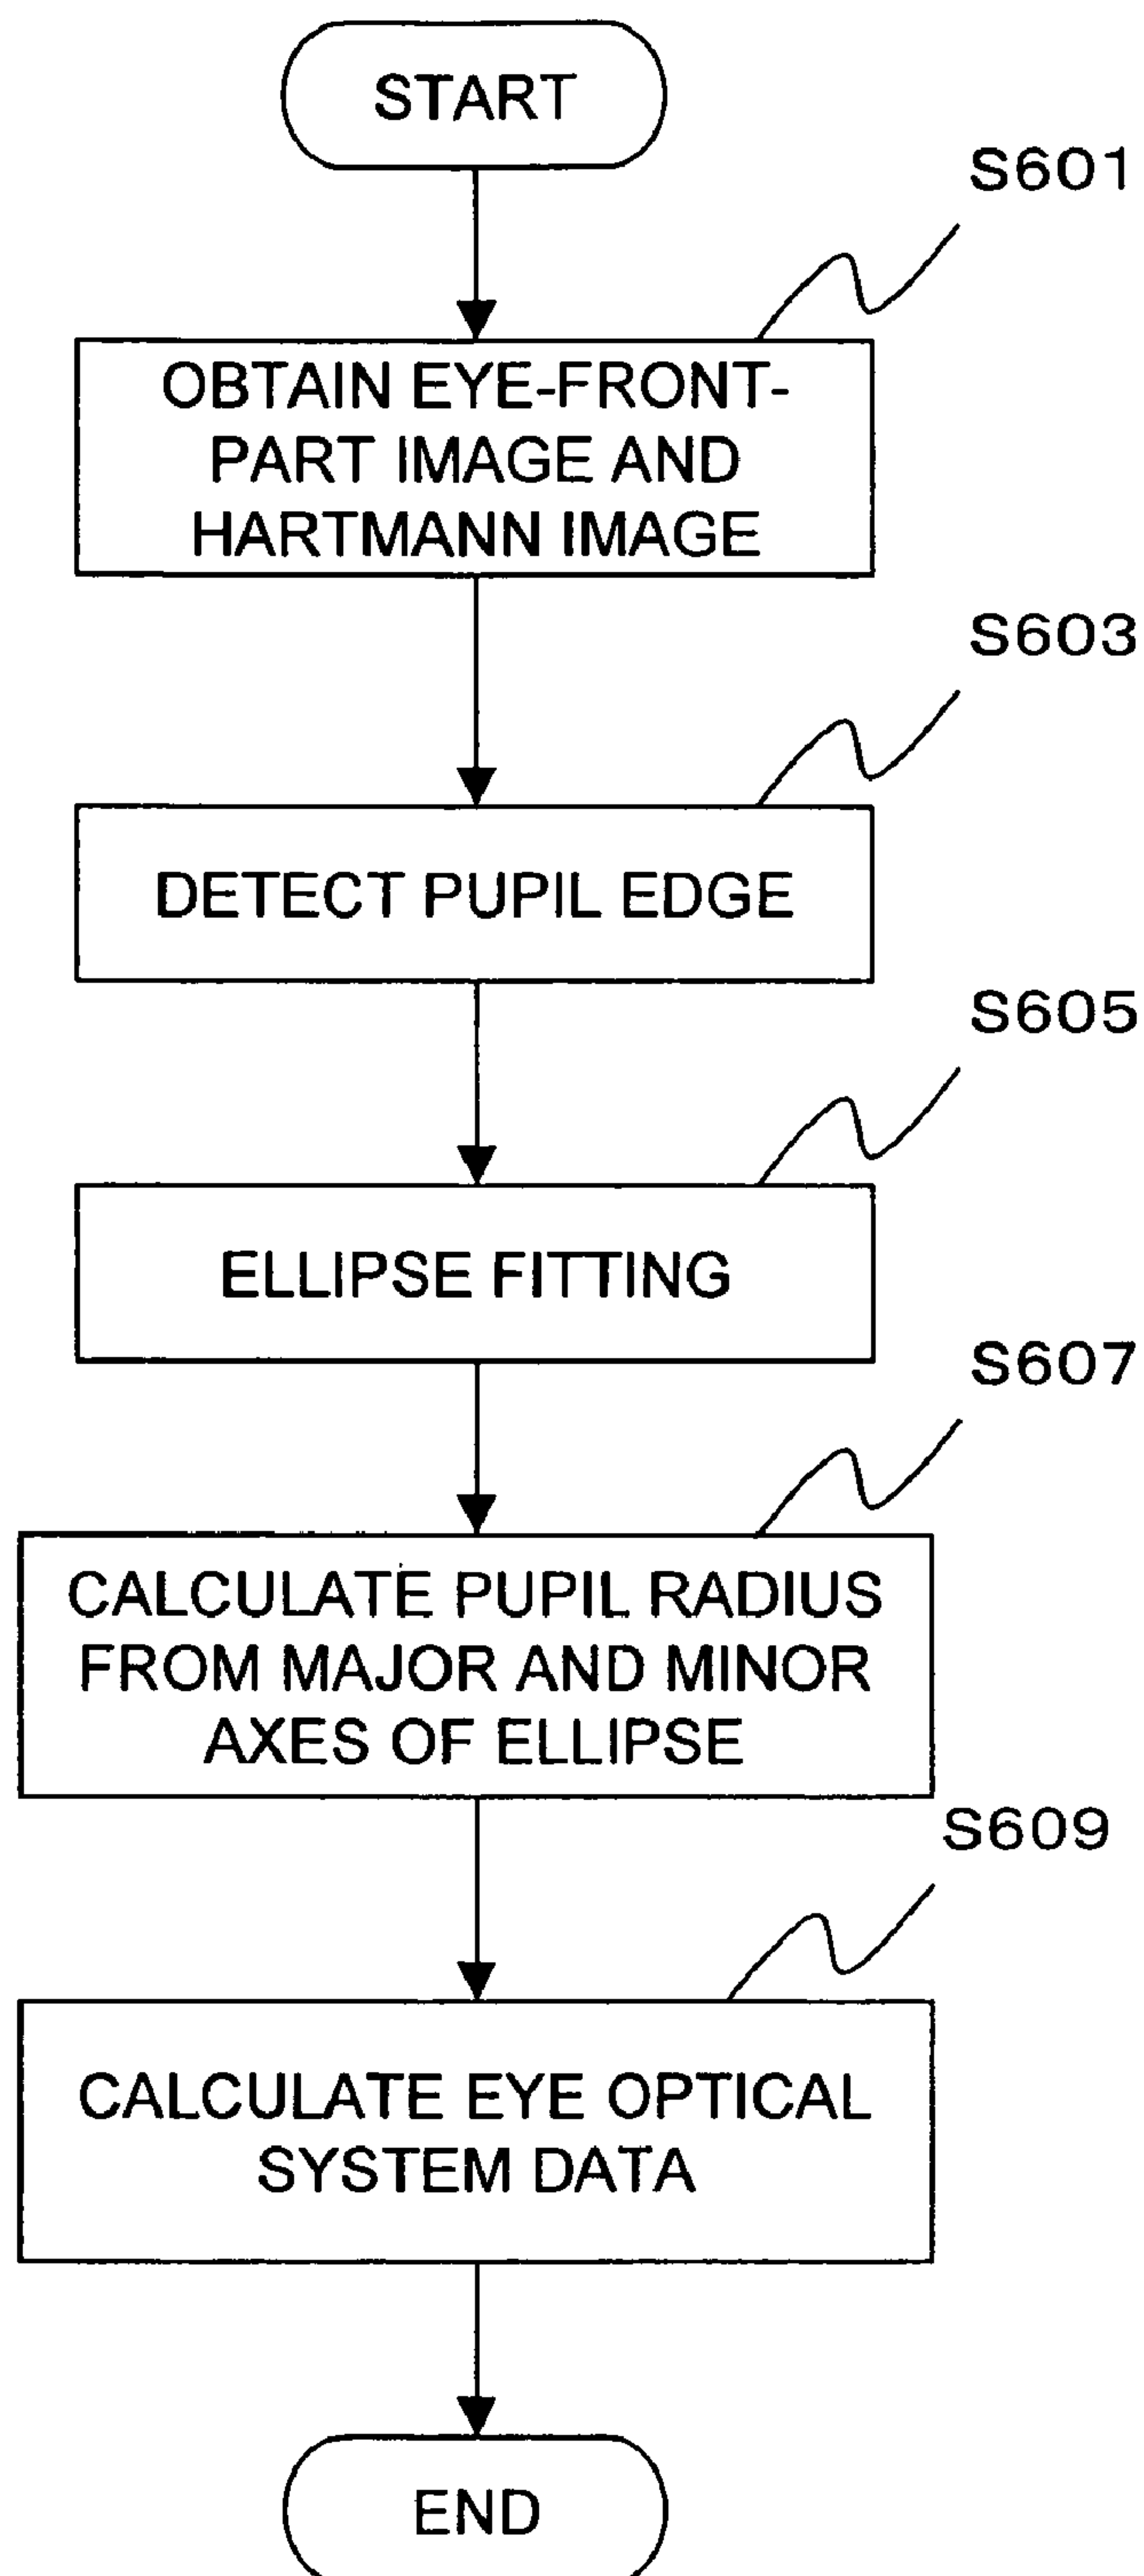 START
S601
OBTAIN EYE-FRONT-
PART IMAGE AND
HARTMANN IMAGE
S603
DETECT PUPIL EDGE
S605
ELLIPSE FITTING
S607
CALCULATE PUPIL RADIUS
FROM MAJOR AND MINOR
AXES OF ELLIPSE
S609
CALCULATE EYE OPTICAL
SYSTEM DATA
END